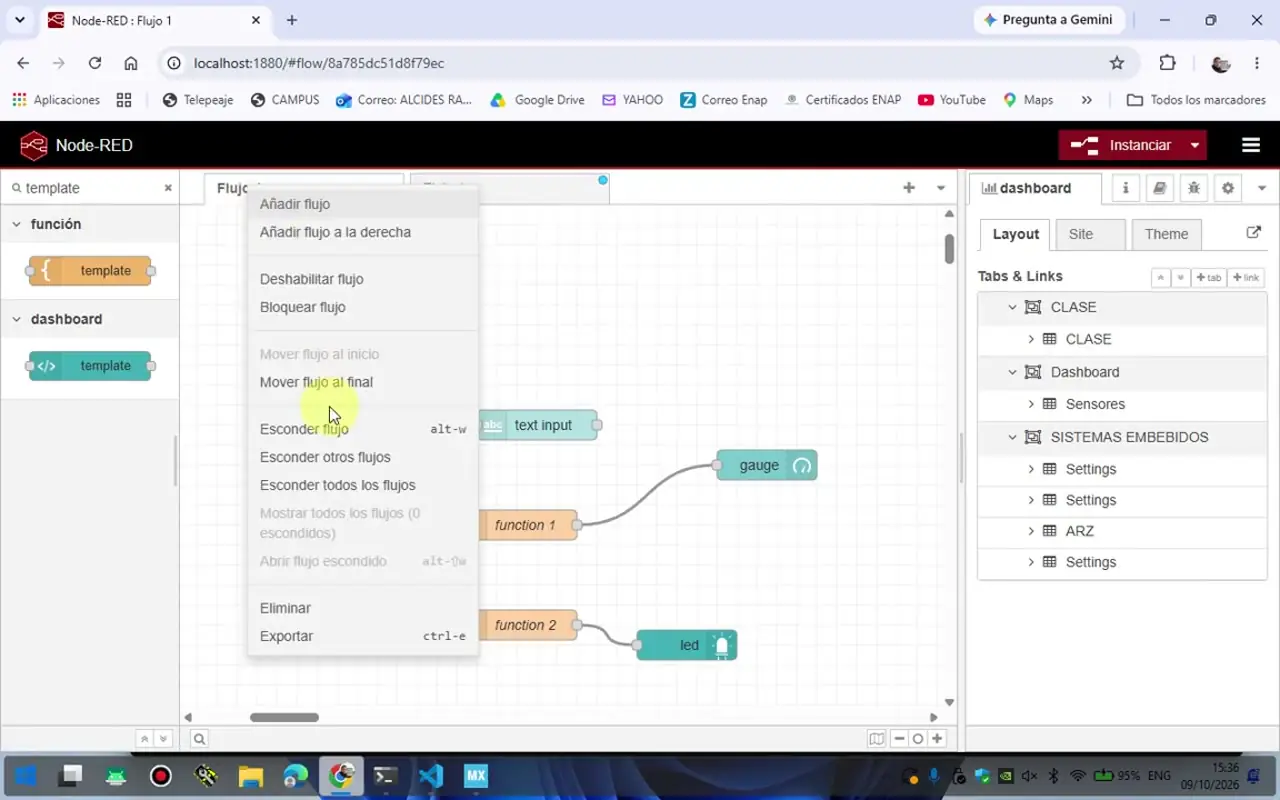 Node-RED : Flujo 1
Pregunta a Gemini
localhost:1880/#flow/8a785dc51d8f79ec
Aplicaciones
Telepeaje
CAMPUS
Correo: ALCIDES RA...
Google Drive
YAHOO
Correo Enap
Certificados ENAP
YouTube
Maps
Todos los marcadores
Node-RED
Instanciar
template
Flujo
dashboard
función
template
dashboard
template
Añadir flujo
Añadir flujo a la derecha
Deshabilitar flujo
Bloquear flujo
Mover flujo al inicio
Mover flujo al final
Esconder flujo alt-w
Esconder otros flujos
Esconder todos los flujos
Mostrar todos los flujos (0
escondidos)
Abrir flujo escondido alt-⇧w
Eliminar
Exportar ctrl-e
abc text input
gauge
function 1
function 2
led
Layout
Site
Theme
Tabs & Links
+ tab
+ link
CLASE
CLASE
Dashboard
Sensores
SISTEMAS EMBEBIDOS
Settings
Settings
ARZ
Settings
MX
95%
ENG
15:36
09/10/2026